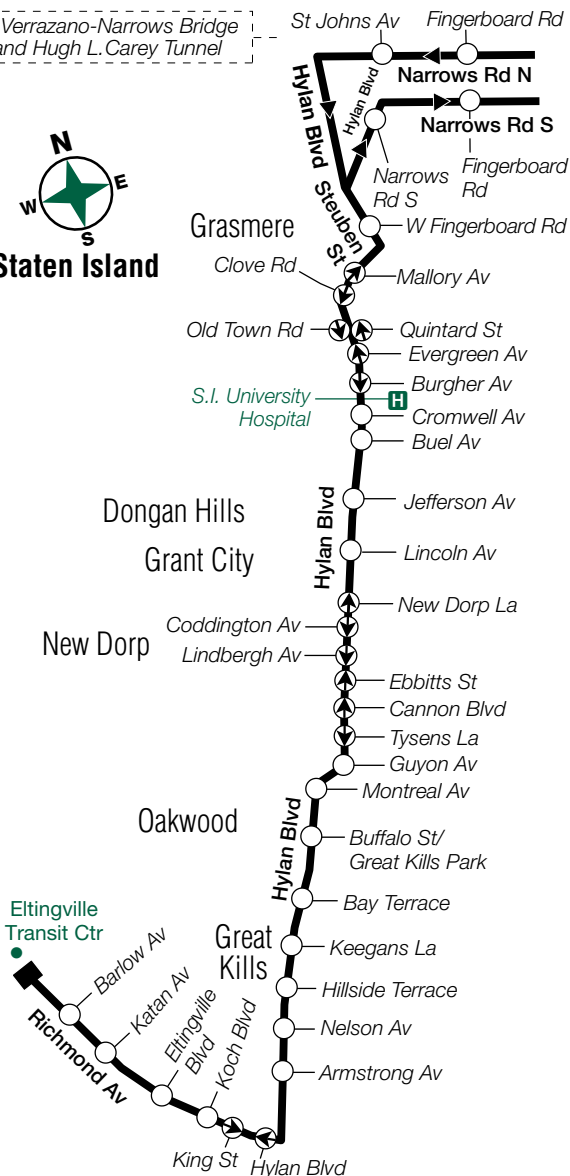 Verrazano-Narrows Bridge
and Hugh L. Carey Tunnel
St Johns Av
Fingerboard Rd
Narrows Rd N
Hylan Blvd
Hylan Blvd
Narrows Rd S
Fingerboard
Rd
Narrows
Rd S
N
E
W
S
Staten Island
Steuben
St
W Fingerboard Rd
Grasmere
Clove Rd
Mallory Av
Old Town Rd
Quintard St
Evergreen Av
Burgher Av
S.I. University
Hospital
H
Cromwell Av
Buel Av
Hylan Blvd
Jefferson Av
Dongan Hills
Lincoln Av
Grant City
New Dorp La
Coddington Av
New Dorp
Lindbergh Av
Ebbitts St
Cannon Blvd
Tysens La
Guyon Av
Montreal Av
Oakwood
Hylan Blvd
Buffalo St/
Great Kills Park
Bay Terrace
Eltingville
Transit Ctr
Great
Kills
Keegans La
Hillside Terrace
Nelson Av
Armstrong Av
Barlow Av
Katan Av
Eltingville
Blvd
Koch Blvd
Richmond Av
King St
Hylan Blvd